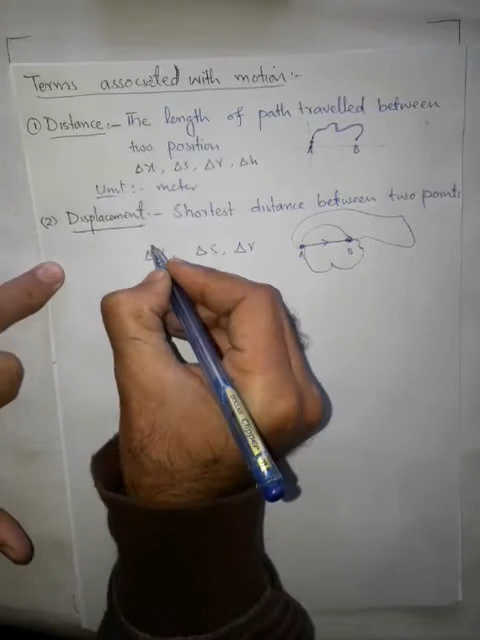 Terms associated with motion:-
① Distance:- The length of path travelled between
two position
Δx, Δs, Δr, Δh
Unit:- meter
A B
(2) Displacement:- Shortest distance between two points
A B
Δs, Δr
Clipper